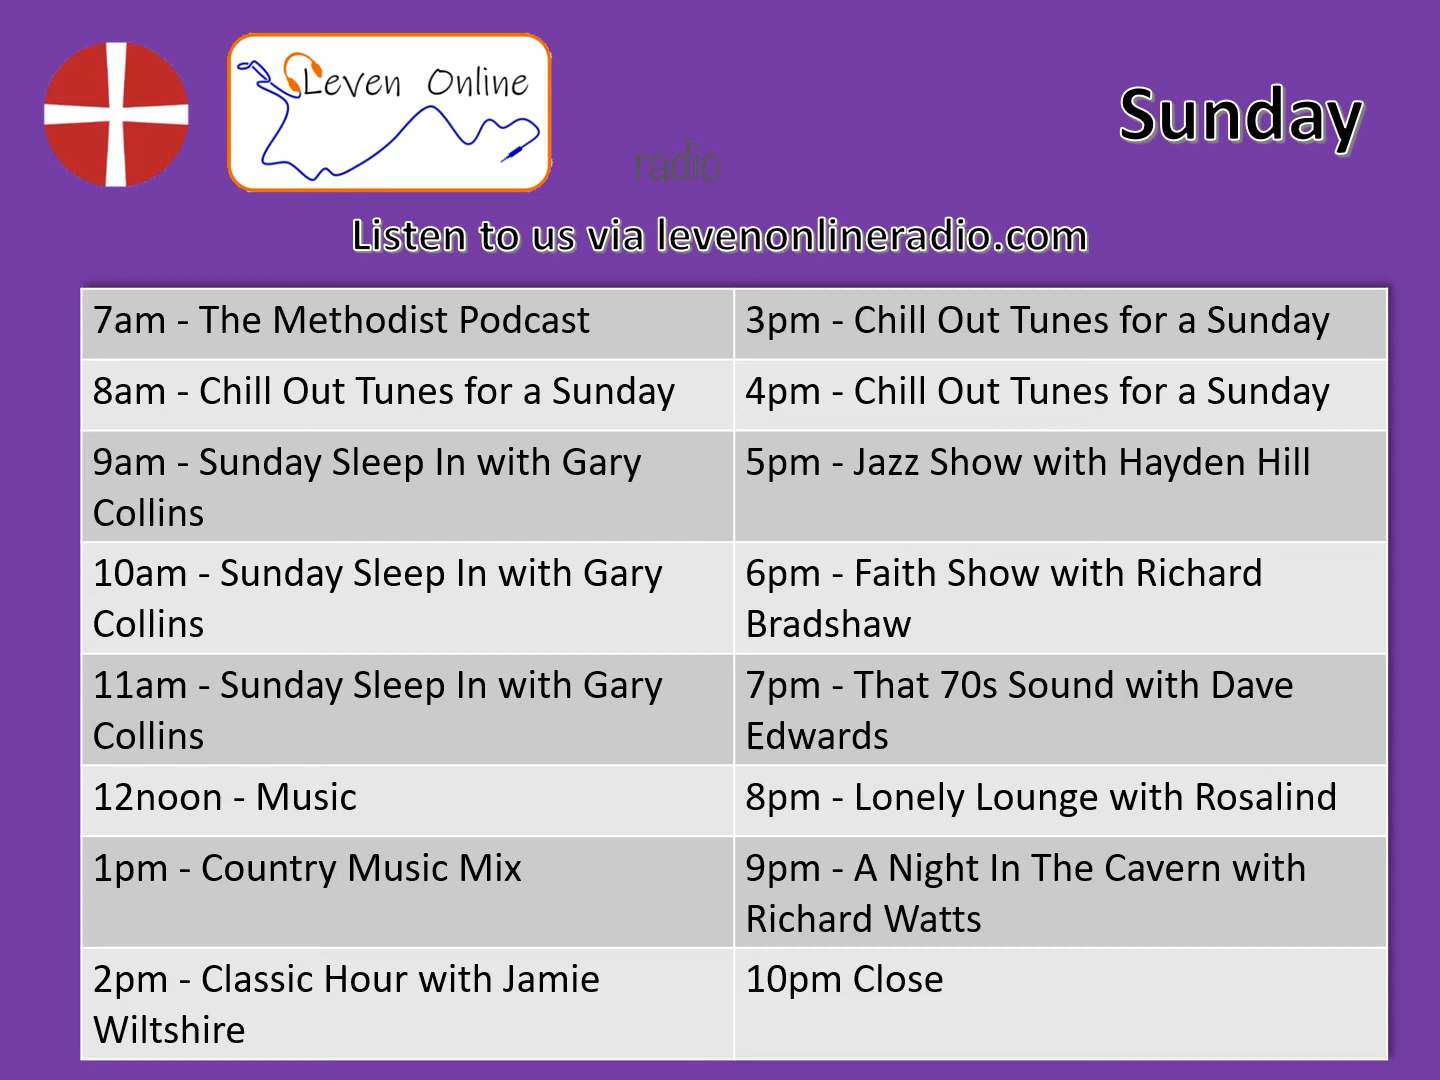 Leven Online
radio
Sunday
Listen to us via levenonlineradio.com
7am - The Methodist Podcast
8am - Chill Out Tunes for a Sunday
9am - Sunday Sleep In with Gary
Collins
10am - Sunday Sleep In with Gary
Collins
11am - Sunday Sleep In with Gary
Collins
12noon - Music
1pm - Country Music Mix
2pm - Classic Hour with Jamie
Wiltshire
3pm - Chill Out Tunes for a Sunday
4pm - Chill Out Tunes for a Sunday
5pm - Jazz Show with Hayden Hill
6pm - Faith Show with Richard
Bradshaw
7pm - That 70s Sound with Dave
Edwards
8pm - Lonely Lounge with Rosalind
9pm - A Night In The Cavern with
Richard Watts
10pm Close